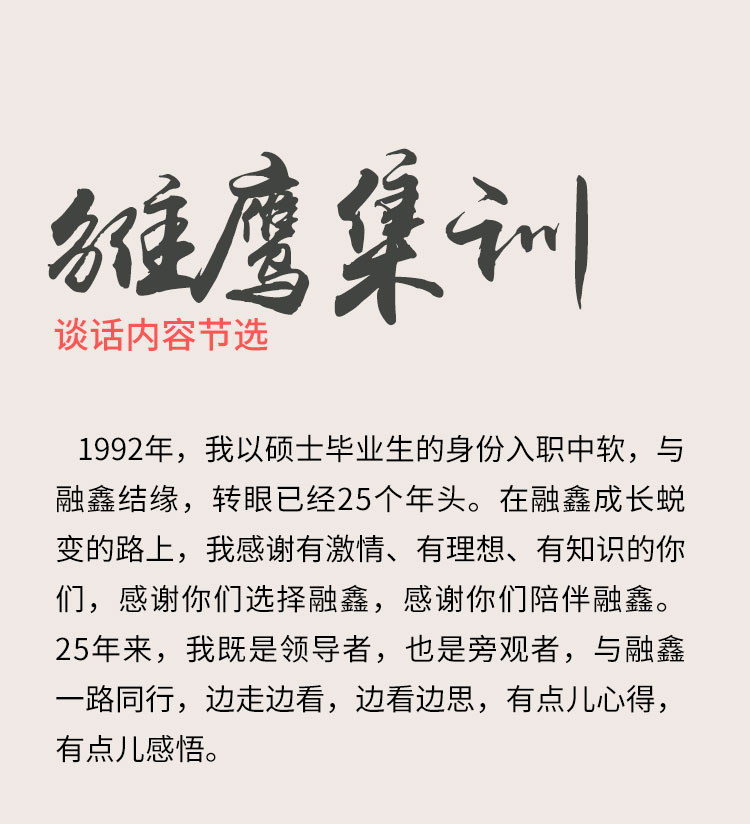 雏鹰集训
谈话内容节选
1992年，我以硕士毕业生的身份入职中软，与
融鑫结缘，转眼已经25个年头。在融鑫成长蜕
变的路上，我感谢有激情、有理想、有知识的你
们，感谢你们选择融鑫，感谢你们陪伴融鑫。
25年来，我既是领导者，也是旁观者，与融鑫
一路同行，边走边看，边看边思，有点儿心得，
有点儿感悟。